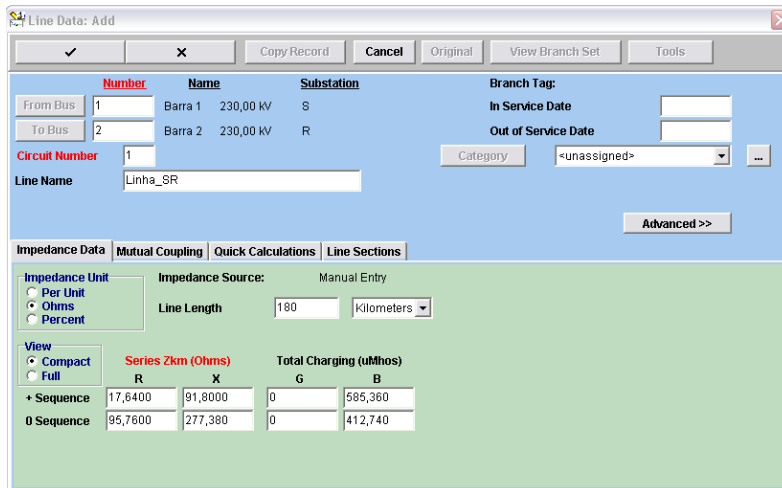 Line Data: Add
✓ × Copy Record Cancel Original View Branch Set Tools
Number Name Substation Branch Tag:
From Bus 1 Barra 1 230,00 kV S In Service Date
To Bus 2 Barra 2 230,00 kV R Out of Service Date
Circuit Number 1 Category <unassigned> ...
Line Name Linha_SR
Advanced >>
Impedance Data Mutual Coupling Quick Calculations Line Sections
Impedance Unit Impedance Source: Manual Entry
Per Unit
Ohms Line Length 180 Kilometers
Percent
View
Compact Series Zkm (Ohms) Total Charging (uMhos)
Full R X G B
+ Sequence 17,6400 91,8000 0 585,360
0 Sequence 95,7600 277,380 0 412,740